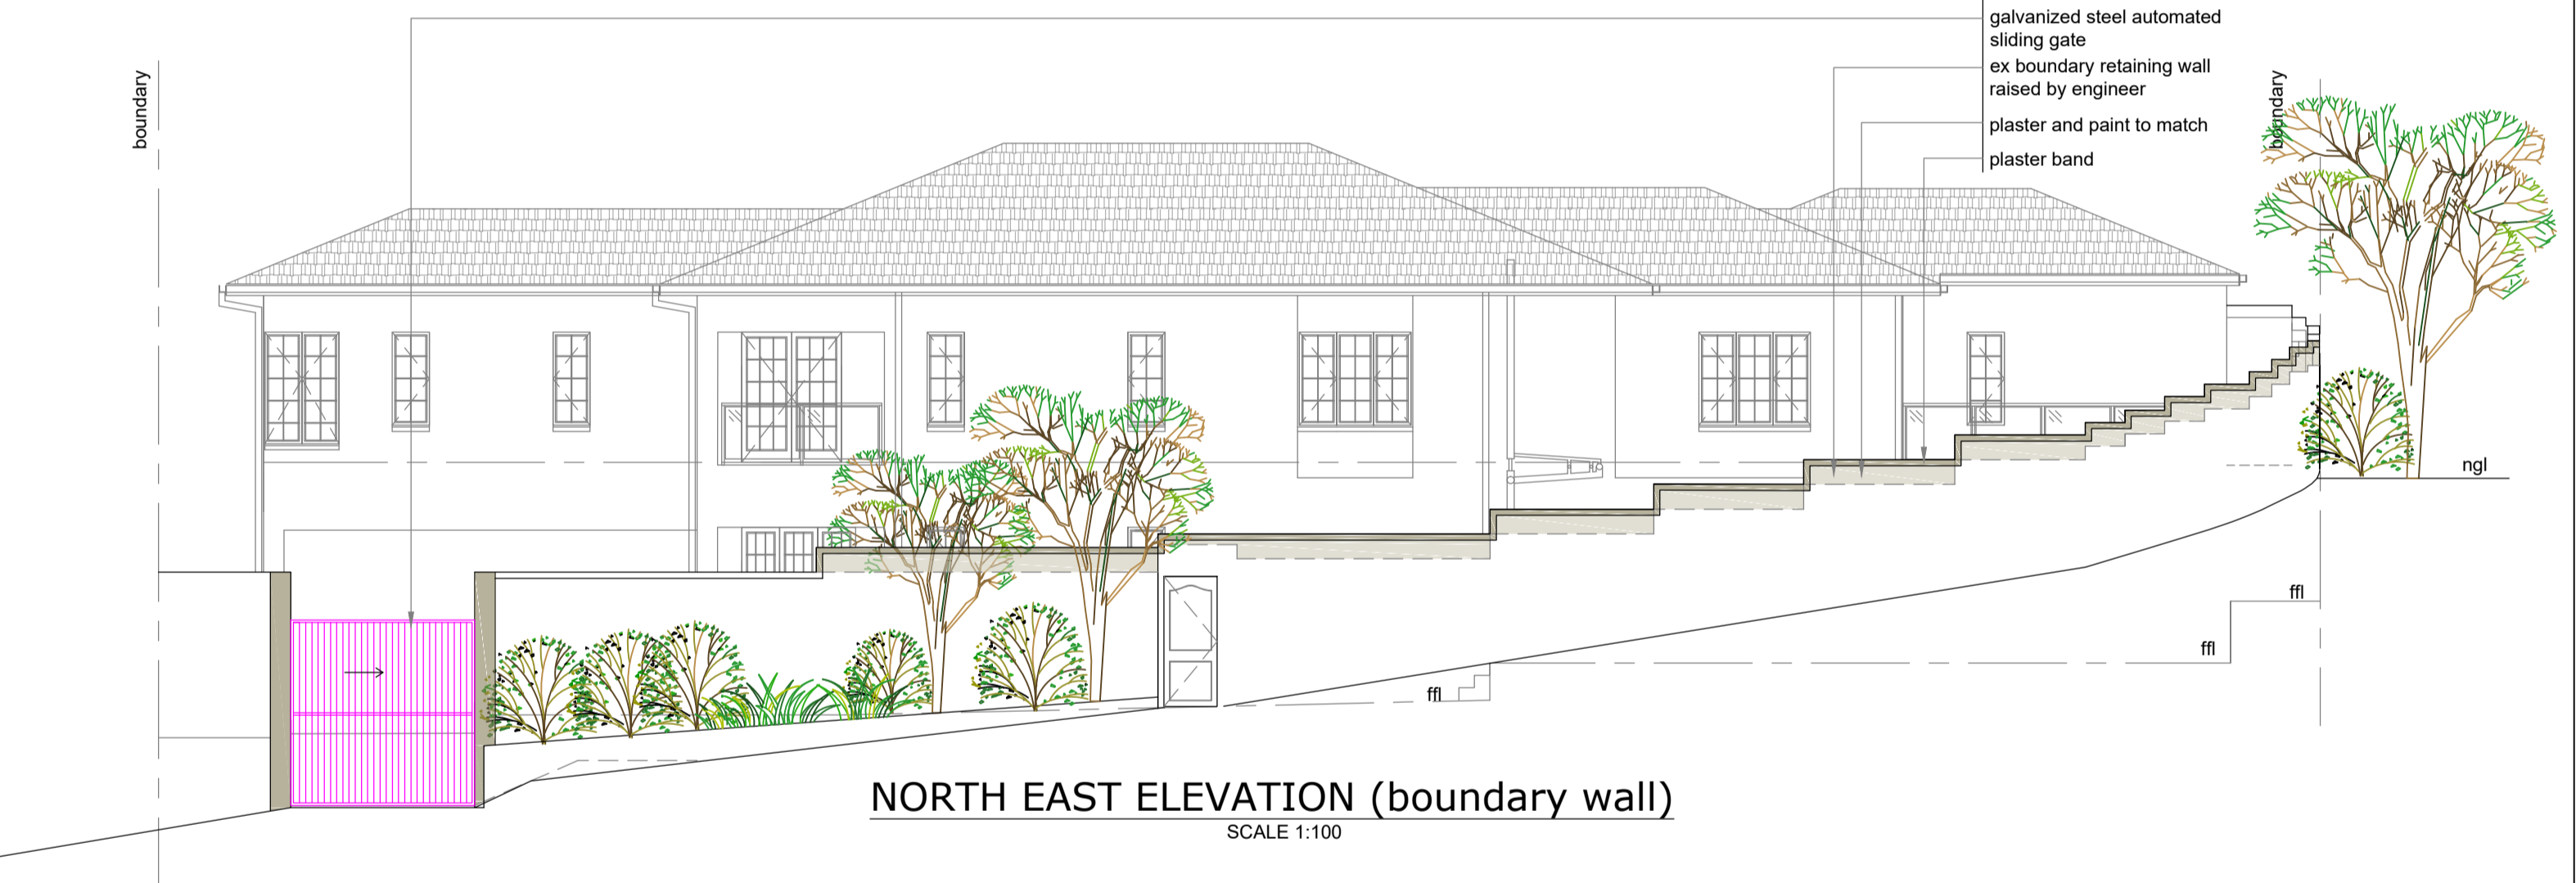 galvanized steel automated
sliding gate
ex boundary retaining wall
raised by engineer
plaster and paint to match
plaster band
boundary
boundary
ngl
ffl
ffl
ffl
NORTH EAST ELEVATION (boundary wall)
SCALE 1:100